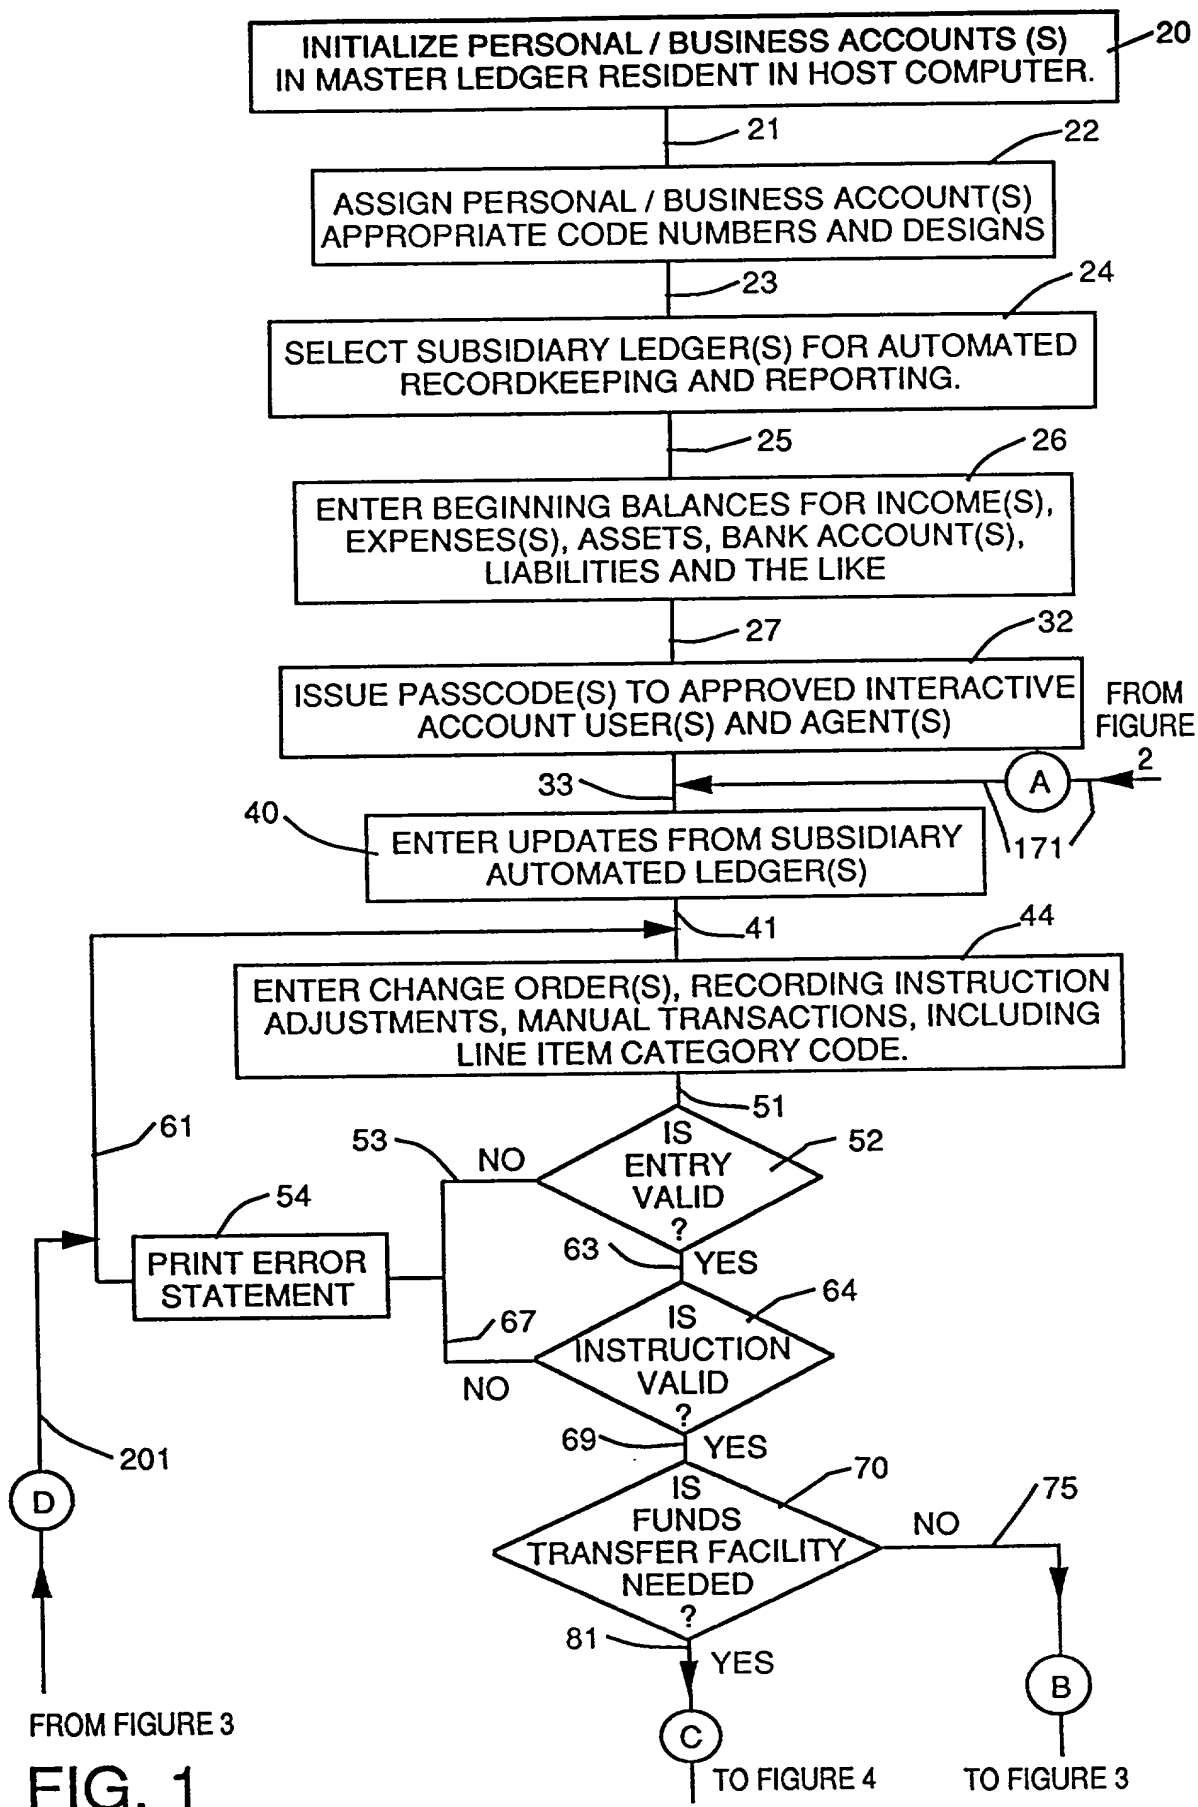 INITIALIZE PERSONAL / BUSINESS ACCOUNTS (S)
IN MASTER LEDGER RESIDENT IN HOST COMPUTER.
20
21
22
ASSIGN PERSONAL / BUSINESS ACCOUNT(S)
APPROPRIATE CODE NUMBERS AND DESIGNS
23
24
SELECT SUBSIDIARY LEDGER(S) FOR AUTOMATED
RECORDKEEPING AND REPORTING.
25
26
ENTER BEGINNING BALANCES FOR INCOME(S),
EXPENSES(S), ASSETS, BANK ACCOUNT(S),
LIABILITIES AND THE LIKE
27
32
ISSUE PASSCODE(S) TO APPROVED INTERACTIVE
ACCOUNT USER(S) AND AGENT(S)
FROM
FIGURE
2
A
33
171
40
ENTER UPDATES FROM SUBSIDIARY
AUTOMATED LEDGER(S)
41
44
ENTER CHANGE ORDER(S), RECORDING INSTRUCTION
ADJUSTMENTS, MANUAL TRANSACTIONS, INCLUDING
LINE ITEM CATEGORY CODE.
51
61
53
NO
IS
ENTRY
VALID
?
52
54
PRINT ERROR
STATEMENT
63
YES
64
67
NO
IS
INSTRUCTION
VALID
?
69
YES
201
D
70
IS
FUNDS
TRANSFER FACILITY
NEEDED
?
NO
75
81
YES
B
C
FROM FIGURE 3
TO FIGURE 4
TO FIGURE 3
FIG. 1